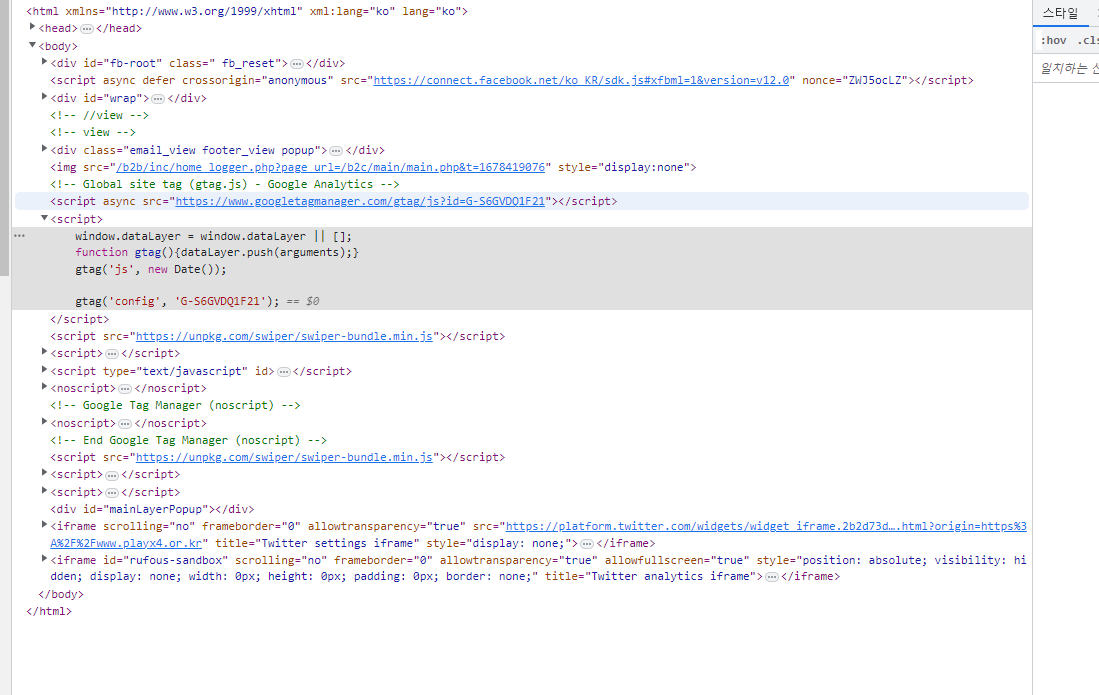 <html xmlns="http://www.w3.org/1999/xhtml" xml:lang="ko" lang="ko">
<head>…</head>
<body>
<div id="fb-root" class=" fb_reset">…</div>
<script async defer crossorigin="anonymous" src="https://connect.facebook.net/ko_KR/sdk.js#xfbml=1&version=v12.0" nonce="ZWJ5ocLZ"></script>
<div id="wrap">…</div>
<!-- //view -->
<!-- view -->
<div class="email_view footer_view popup">…</div>
<img src="/b2b/inc/home_logger.php?page_url=/b2c/main/main.php&t=1678419076" style="display:none">
<!-- Global site tag (gtag.js) - Google Analytics -->
<script async src="https://www.googletagmanager.com/gtag/js?id=G-S6GVDQ1F21"></script>
<script>
window.dataLayer = window.dataLayer || [];
function gtag(){dataLayer.push(arguments);}
gtag('js', new Date());
gtag('config', 'G-S6GVDQ1F21'); == $0
</script>
<script src="https://unpkg.com/swiper/swiper-bundle.min.js"></script>
<script>…</script>
<script type="text/javascript" id>…</script>
<noscript>…</noscript>
<!-- Google Tag Manager (noscript) -->
<noscript>…</noscript>
<!-- End Google Tag Manager (noscript) -->
<script src="https://unpkg.com/swiper/swiper-bundle.min.js"></script>
<script>…</script>
<script>…</script>
<div id="mainLayerPopup"></div>
<iframe scrolling="no" frameborder="0" allowtransparency="true" src="https://platform.twitter.com/widgets/widget_iframe.2b2d73d….html?origin=https%3
A%2F%2Fwww.playx4.or.kr" title="Twitter settings iframe" style="display: none;">…</iframe>
<iframe id="rufous-sandbox" scrolling="no" frameborder="0" allowtransparency="true" allowfullscreen="true" style="position: absolute; visibility: hi
dden; display: none; width: 0px; height: 0px; padding: 0px; border: none;" title="Twitter analytics iframe">…</iframe>
</body>
</html>
스타일
:hov .cls
일치하는